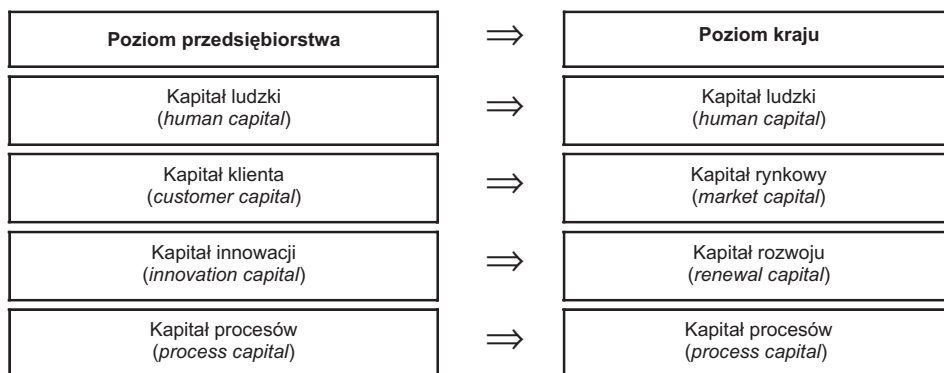 Poziom przedsiębiorstwa ⇒ Poziom kraju
Kapitał ludzki
(human capital)
⇒
Kapitał ludzki
(human capital)
Kapitał klienta
(customer capital)
⇒
Kapitał rynkowy
(market capital)
Kapitał innowacji
(innovation capital)
⇒
Kapitał rozwoju
(renewal capital)
Kapitał procesów
(process capital)
⇒
Kapitał procesów
(process capital)